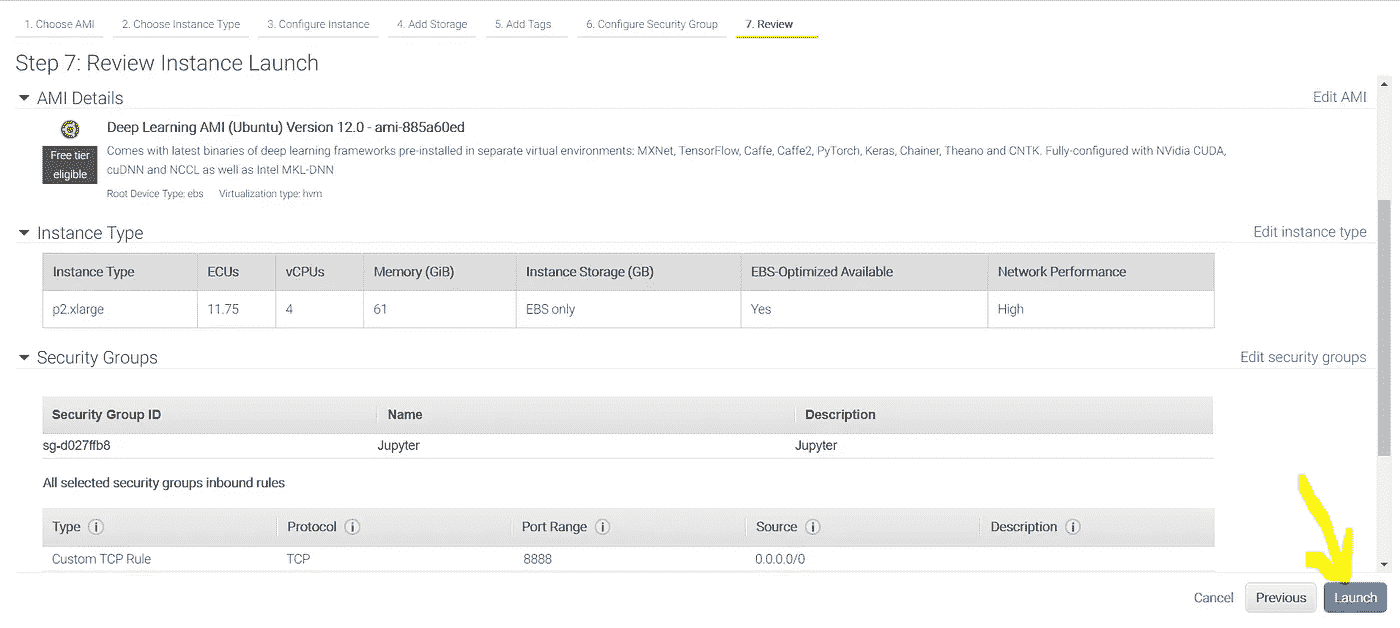 1. Choose AMI 2. Choose Instance Type 3. Configure Instance 4. Add Storage 5. Add Tags 6. Configure Security Group 7. Review
Step 7: Review Instance Launch
AMI Details Edit AMI
Deep Learning AMI (Ubuntu) Version 12.0 - ami-885a60ed
Free tier eligible
Comes with latest binaries of deep learning frameworks pre-installed in separate virtual environments: MXNet, TensorFlow, Caffe, Caffe2, PyTorch, Keras, Chainer, Theano and CNTK. Fully-configured with NVidia CUDA,
cuDNN and NCCL as well as Intel MKL-DNN
Root Device Type: ebs Virtualization type: hvm
Instance Type Edit instance type
Instance Type ECUs vCPUs Memory (GiB) Instance Storage (GB) EBS-Optimized Available Network Performance
p2.xlarge 11.75 4 61 EBS only Yes High
Security Groups Edit security groups
Security Group ID Name Description
sg-d027ffb8 Jupyter Jupyter
All selected security groups inbound rules
Type Protocol Port Range Source Description
Custom TCP Rule TCP 8888 0.0.0.0/0
Cancel Previous Launch